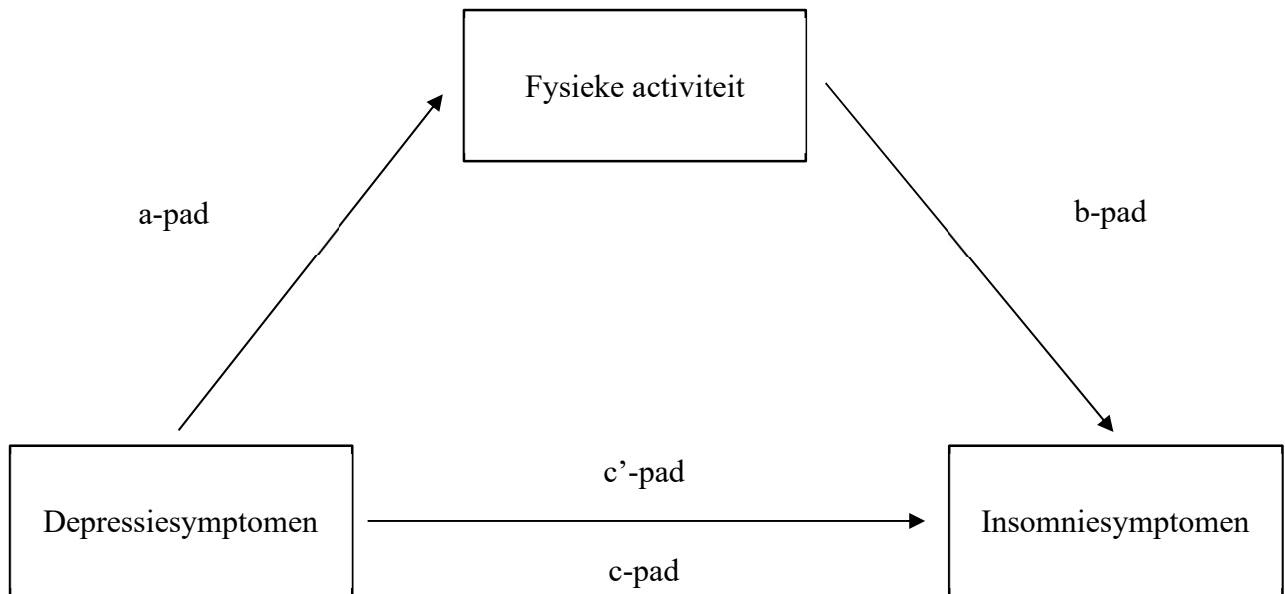 Fysieke activiteit
a-pad
b-pad
c’-pad
Depressiesymptomen
Insomniesymptomen
c-pad